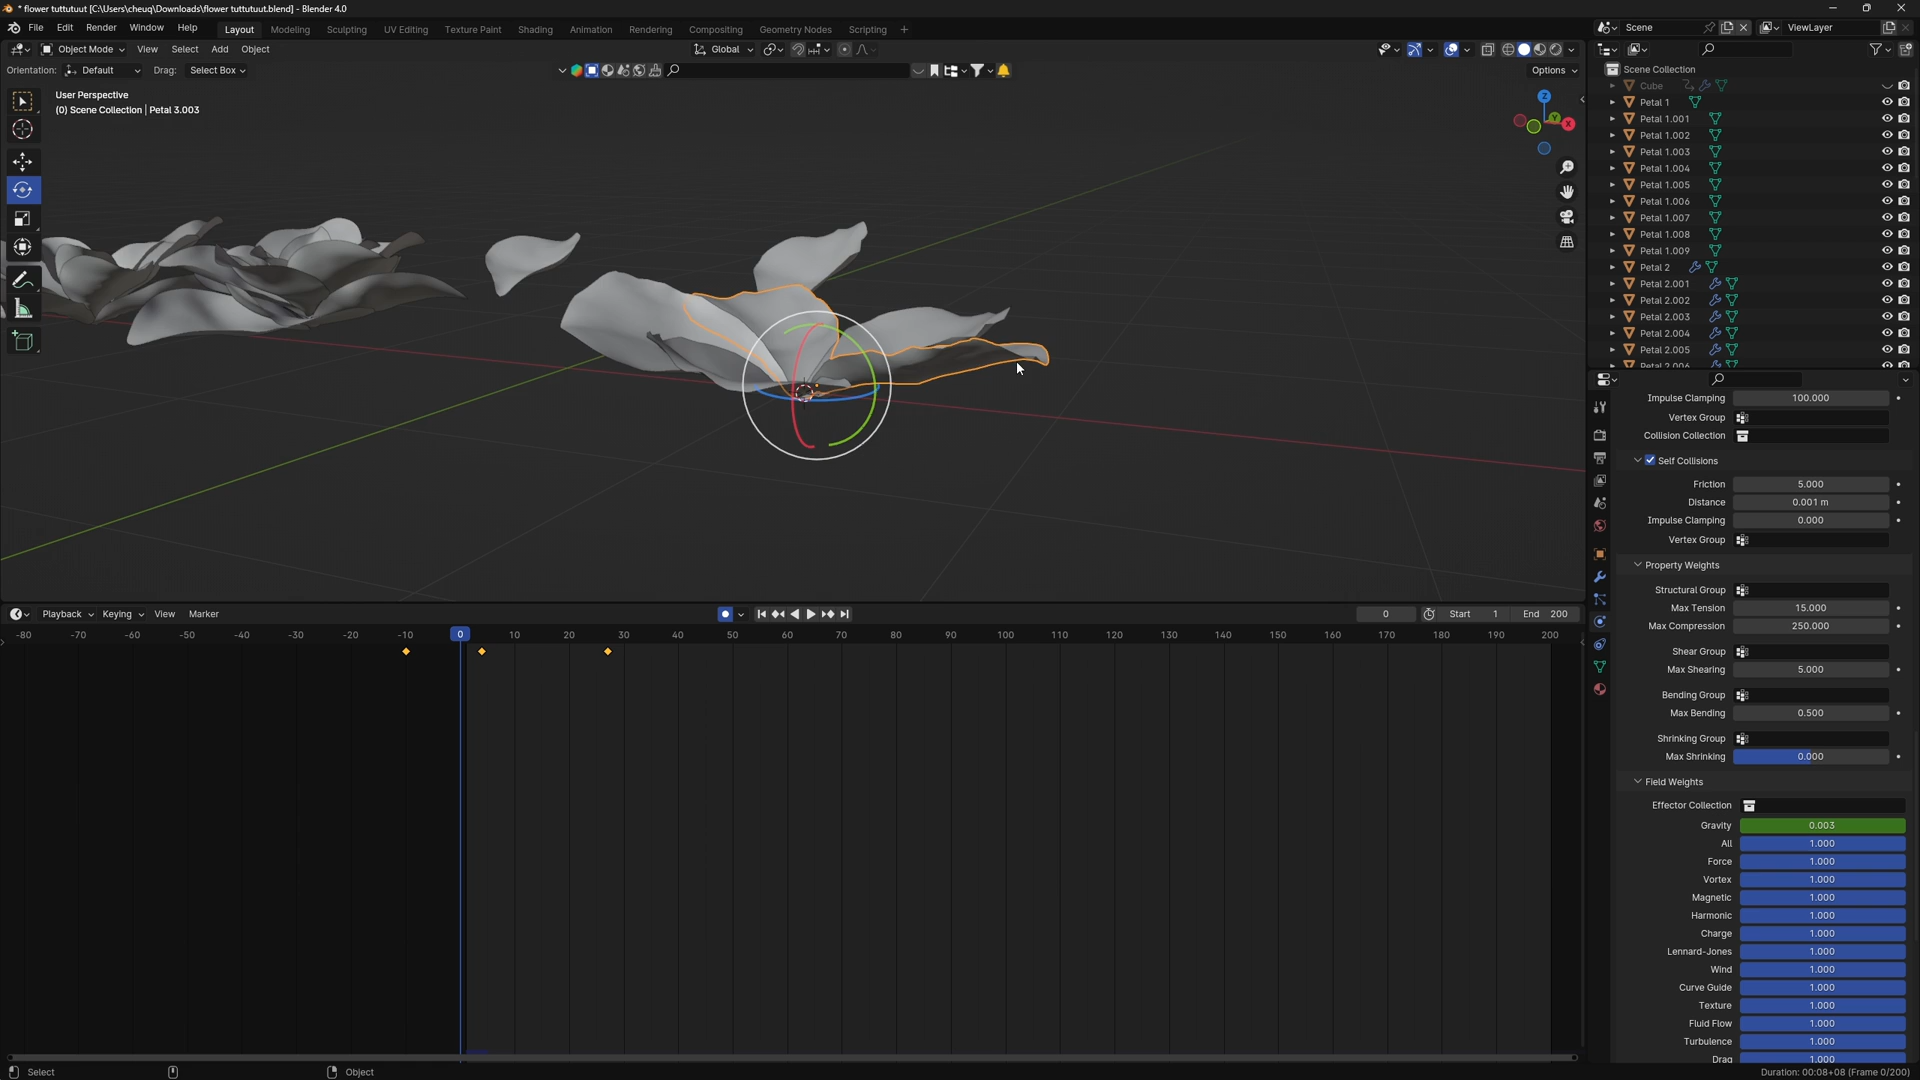 * flower tuttutuut [C:\Users\cheuq\Downloads\flower tuttutuut.blend] - Blender 4.0
File Edit Render Window Help Layout Modeling Sculpting UV Editing Texture Paint Shading Animation Rendering Compositing Geometry Nodes Scripting + Scene ViewLayer
Object Mode View Select Add Object Global
Orientation: Default Drag: Select Box Options
User Perspective
(0) Scene Collection | Petal 3.003
Z
Y
X
Scene Collection
Cube
Petal 1
Petal 1.001
Petal 1.002
Petal 1.003
Petal 1.004
Petal 1.005
Petal 1.006
Petal 1.007
Petal 1.008
Petal 1.009
Petal 2
Petal 2.001
Petal 2.002
Petal 2.003
Petal 2.004
Petal 2.005
Petal 2.006
Impulse Clamping 100.000
Vertex Group
Collision Collection
Self Collisions
Friction 5.000
Distance 0.001 m
Impulse Clamping 0.000
Vertex Group
Property Weights
Structural Group
Max Tension 15.000
Max Compression 250.000
Shear Group
Max Shearing 5.000
Bending Group
Max Bending 0.500
Shrinking Group
Max Shrinking 0.000
Field Weights
Effector Collection
Gravity 0.003
All 1.000
Force 1.000
Vortex 1.000
Magnetic 1.000
Harmonic 1.000
Charge 1.000
Lennard-Jones 1.000
Wind 1.000
Curve Guide 1.000
Texture 1.000
Fluid Flow 1.000
Turbulence 1.000
Drag 1.000
Playback Keying View Marker 0 Start 1 End 200
-80 -70 -60 -50 -40 -30 -20 -10 0 10 20 30 40 50 60 70 80 90 100 110 120 130 140 150 160 170 180 190 200
Select Object Duration: 00:08+08 (Frame 0/200)